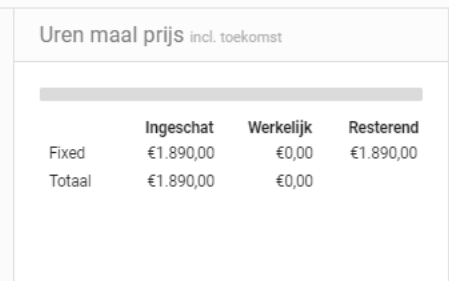 Uren maal prijs incl. toekomst
Ingeschat Werkelijk Resterend
Fixed €1.890,00 €0,00 €1.890,00
Totaal €1.890,00 €0,00